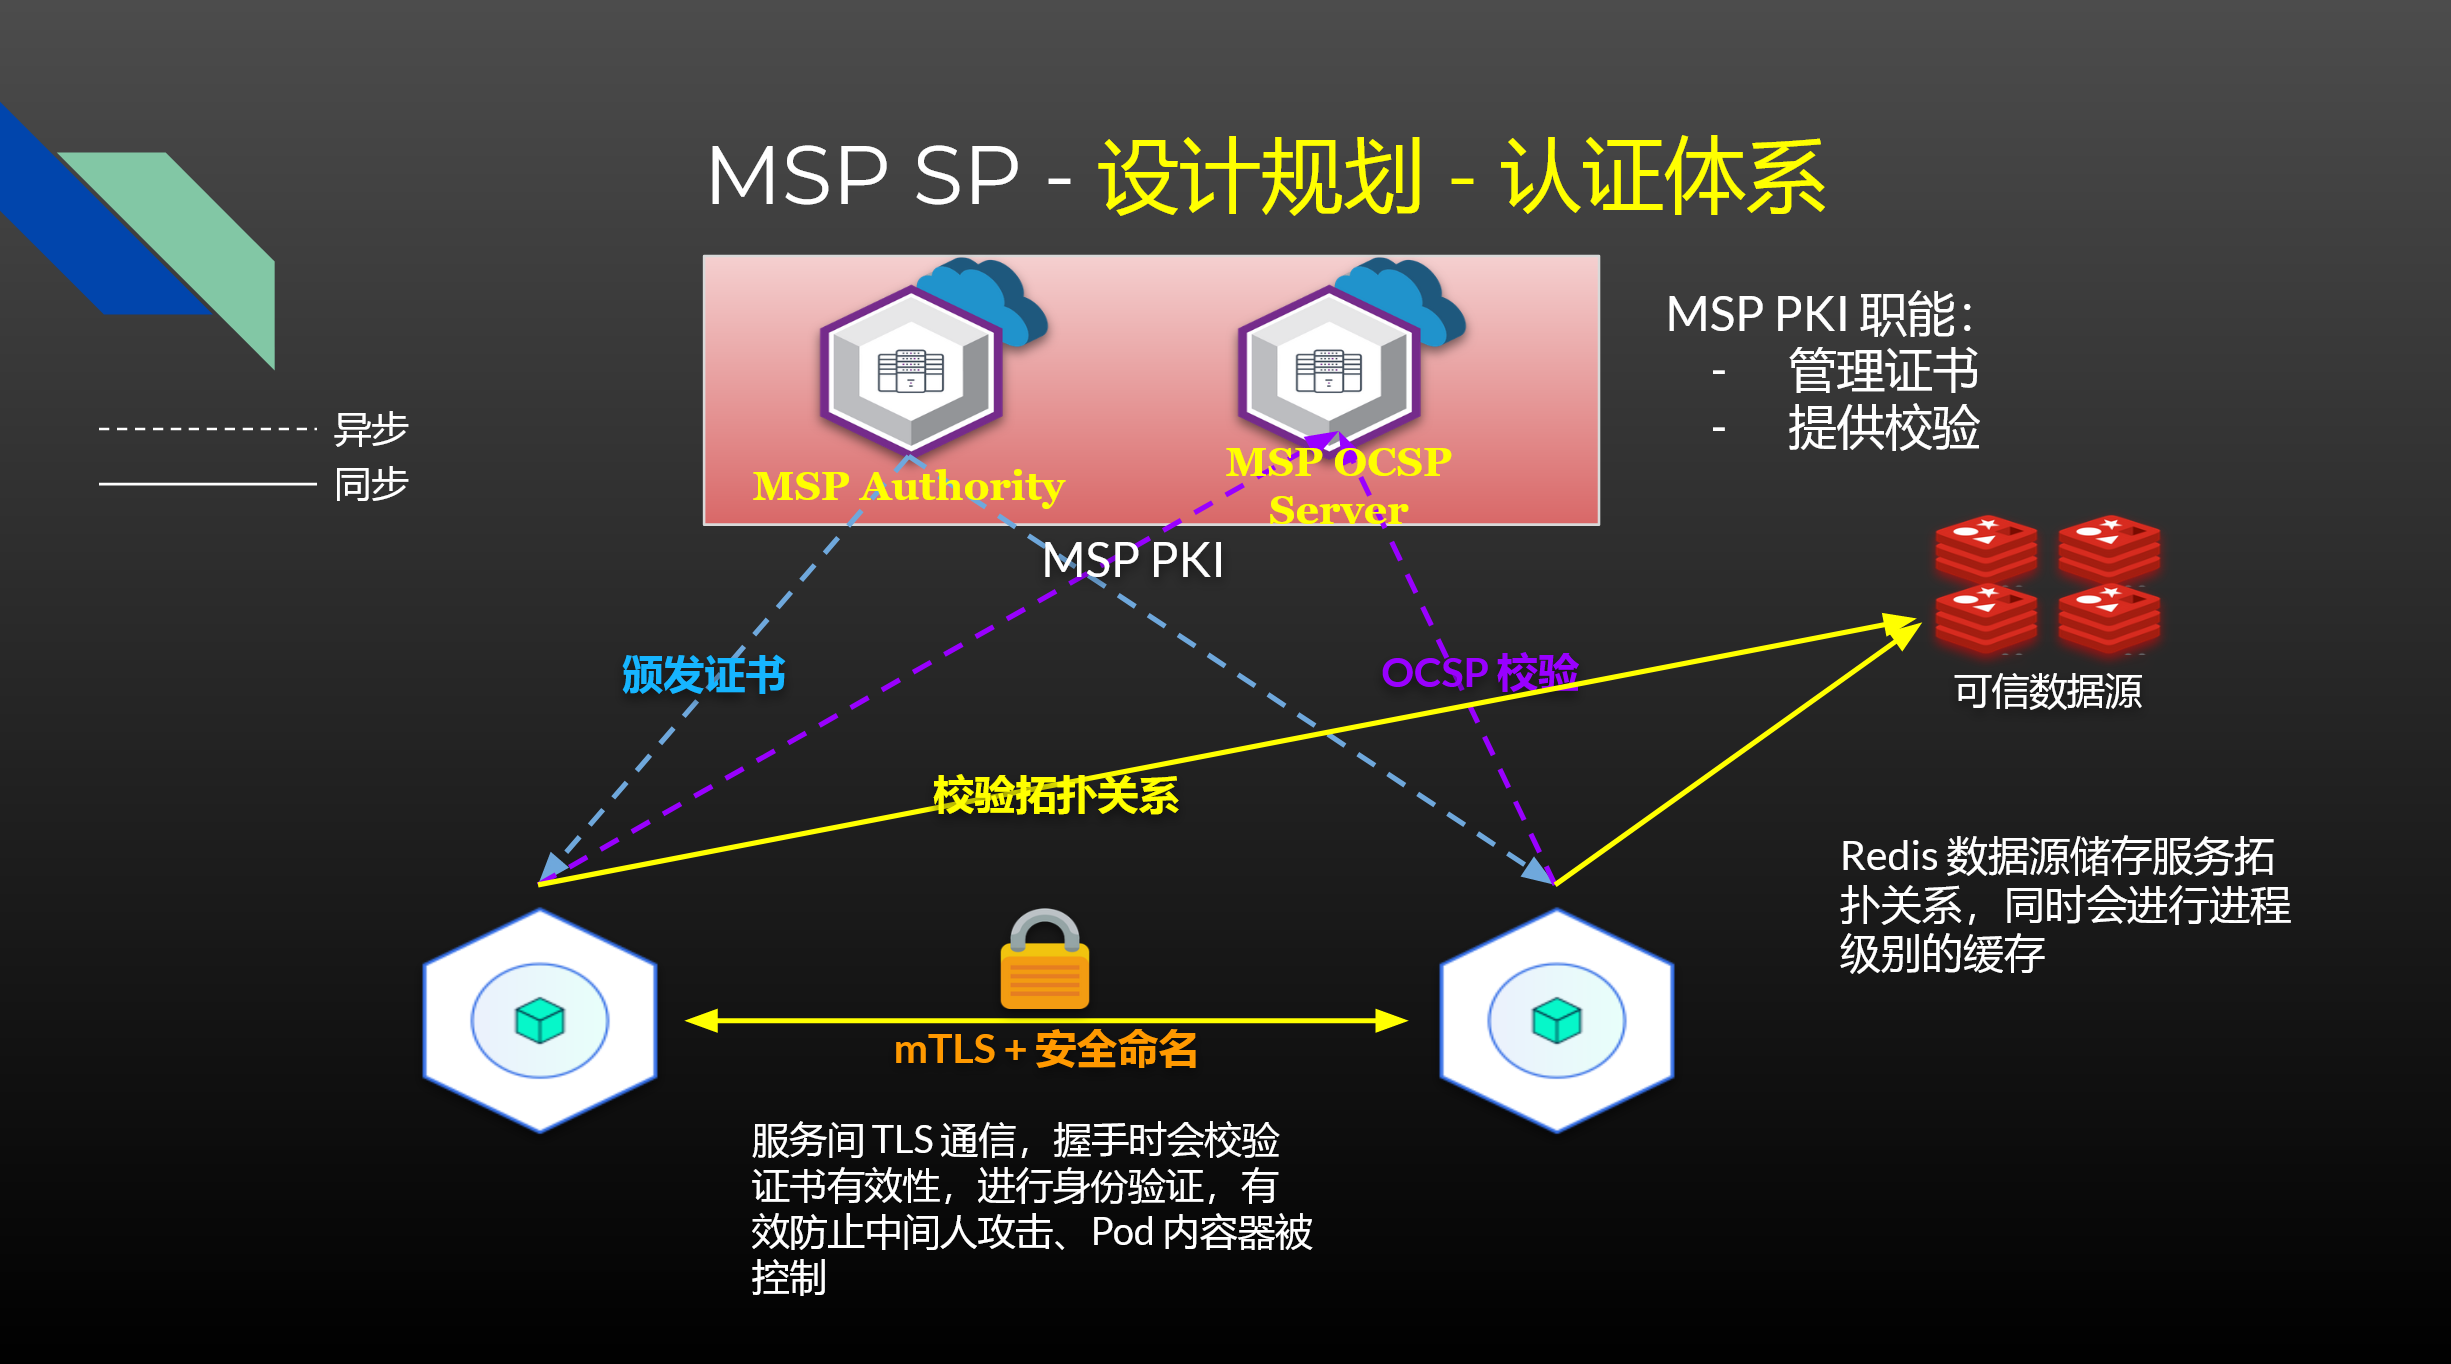 MSP SP - 设计规划 - 认证体系
MSP Authority
MSP OCSP
Server
MSP PKI
MSP PKI 职能：
- 管理证书
- 提供校验
异步
同步
颁发证书
OCSP 校验
校验拓扑关系
可信数据源
Redis 数据源储存服务拓
扑关系，同时会进行进程
级别的缓存
mTLS + 安全命名
服务间 TLS 通信，握手时会校验
证书有效性，进行身份验证，有
效防止中间人攻击、Pod 内容器被
控制